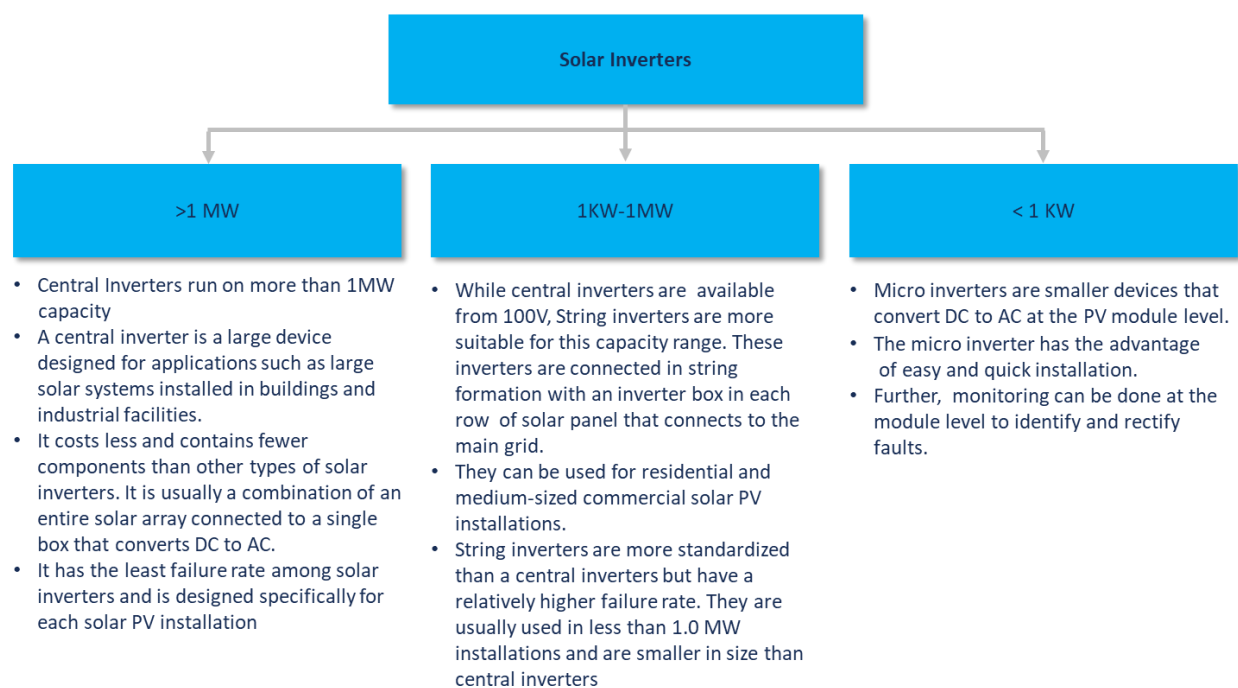 Solar Inverters
>1 MW
• Central Inverters run on more than 1MW
capacity
• A central inverter is a large device
designed for applications such as large
solar systems installed in buildings and
industrial facilities.
• It costs less and contains fewer
components than other types of solar
inverters. It is usually a combination of an
entire solar array connected to a single
box that converts DC to AC.
• It has the least failure rate among solar
inverters and is designed specifically for
each solar PV installation
1KW-1MW
• While central inverters are available
from 100V, String inverters are more
suitable for this capacity range. These
inverters are connected in string
formation with an inverter box in each
row of solar panel that connects to the
main grid.
• They can be used for residential and
medium-sized commercial solar PV
installations.
• String inverters are more standardized
than a central inverters but have a
relatively higher failure rate. They are
usually used in less than 1.0 MW
installations and are smaller in size than
central inverters
< 1 KW
• Micro inverters are smaller devices that
convert DC to AC at the PV module level.
• The micro inverter has the advantage
of easy and quick installation.
• Further, monitoring can be done at the
module level to identify and rectify
faults.